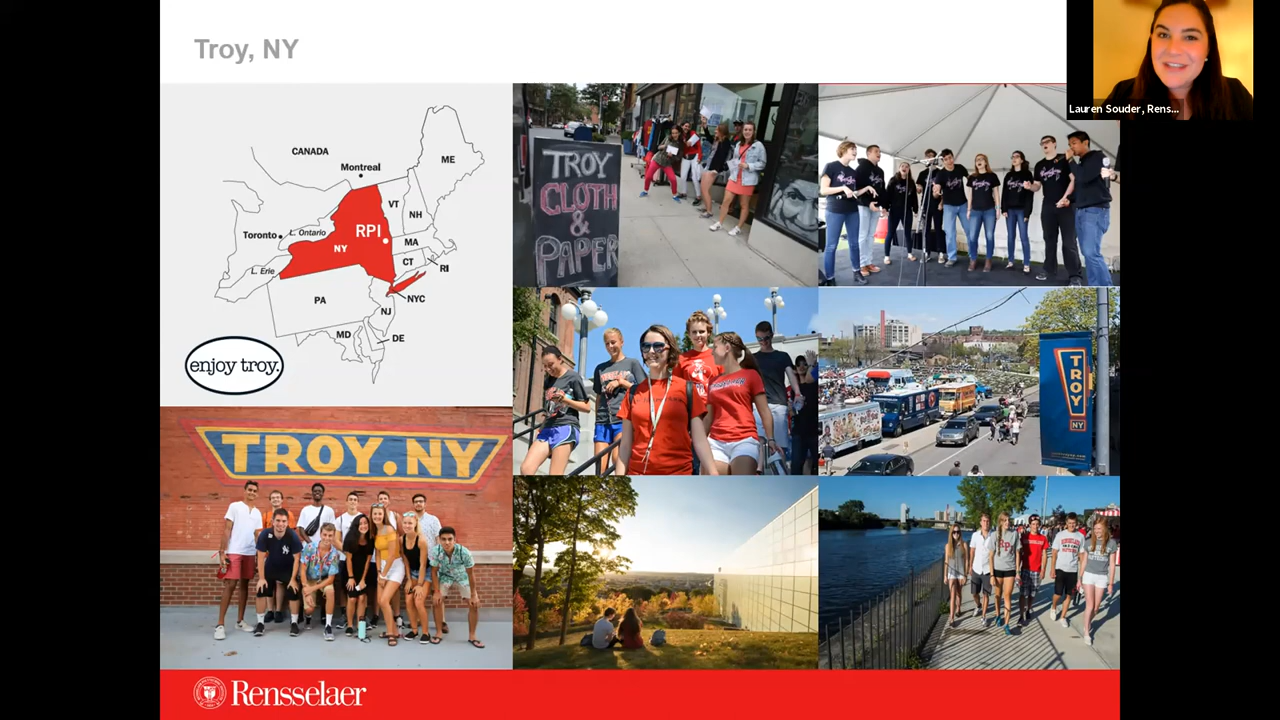 Troy, NY
Lauren Souder, Rens...
CANADA
Montreal
ME
VT
NH
Toronto
L. Ontario
RPI
NY
MA
CT
RI
L. Erie
NYC
PA
NJ
MD
DE
enjoy troy.
TROY
CLOTH
&
PAPER
TROY
NY
TROY.NY
Rensselaer